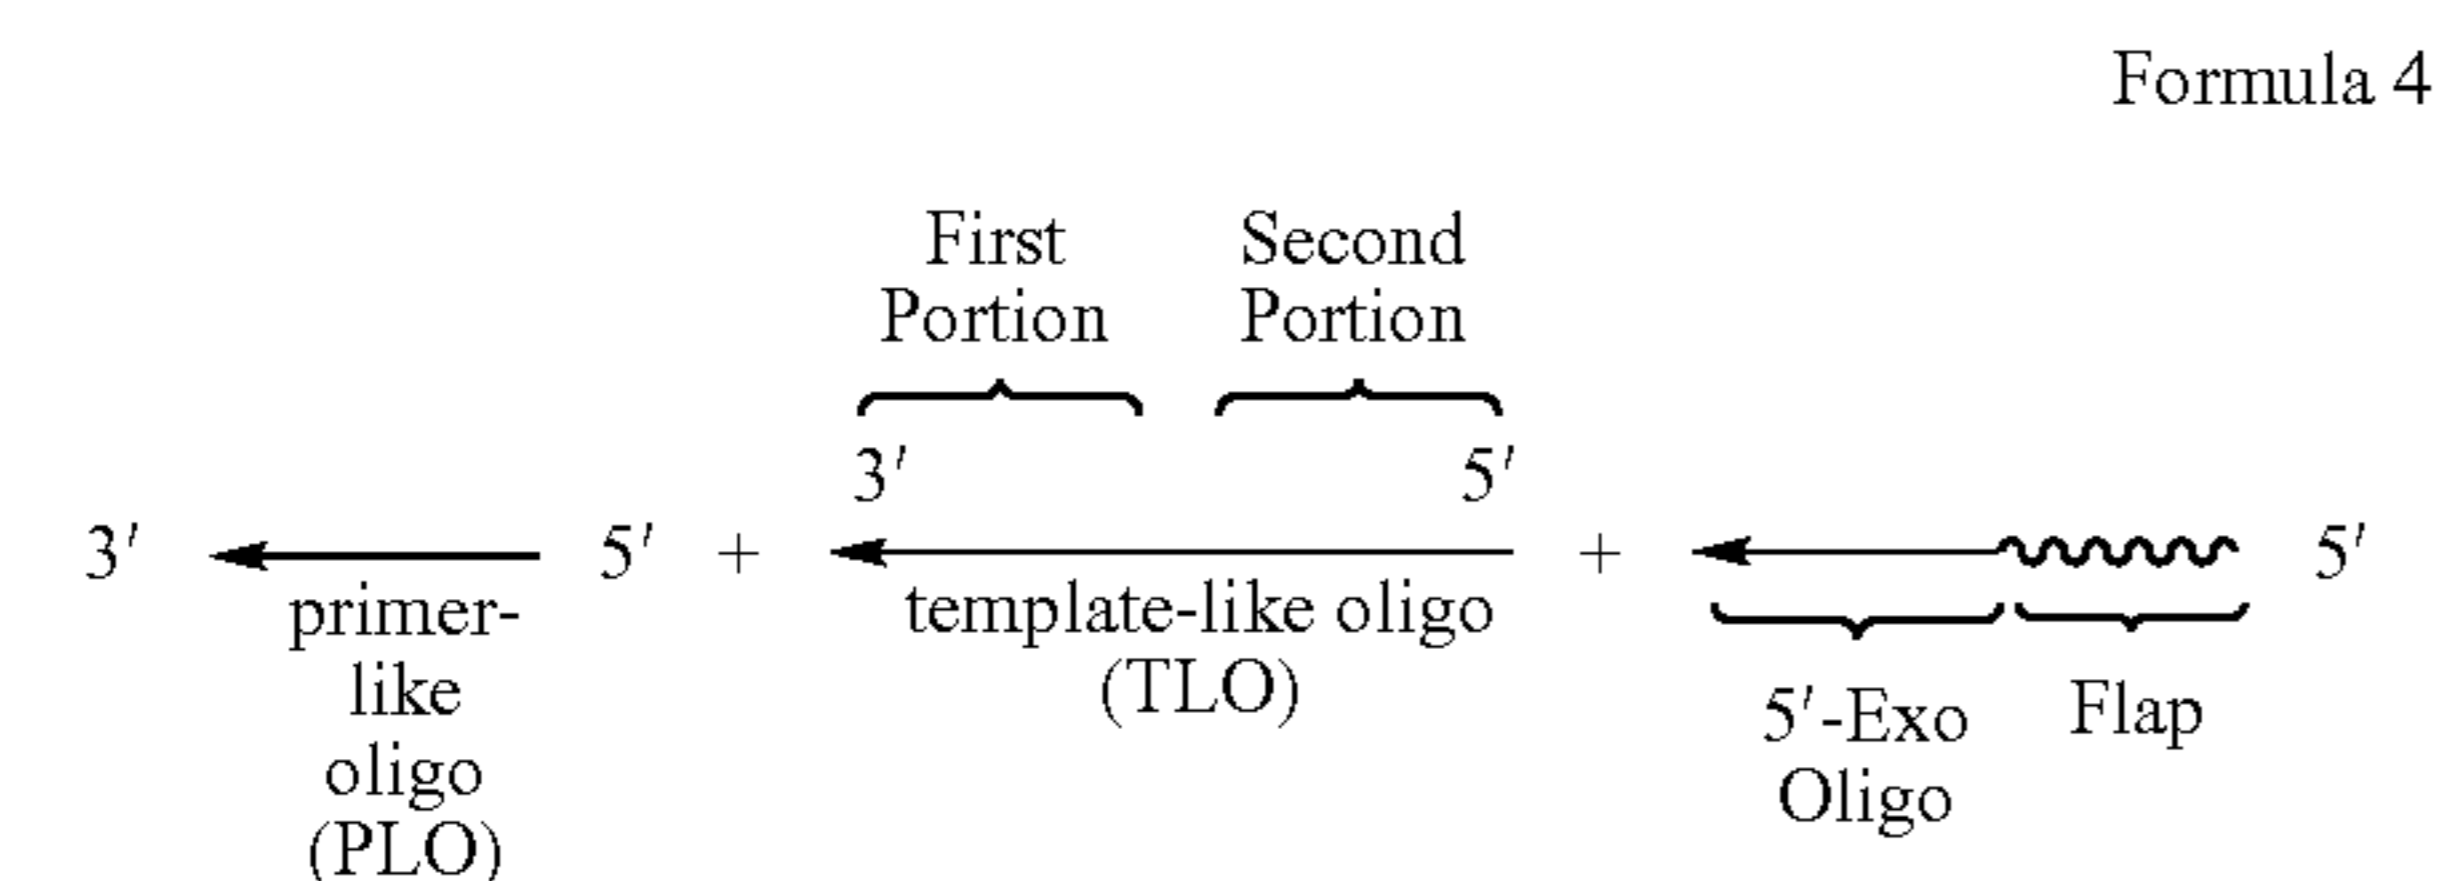 Formula 4
First
Portion
Second
Portion
3′
5′
3′
5′ +
+
5′
primer-
like
oligo
(PLO)
template-like oligo
(TLO)
5′-Exo
Oligo
Flap